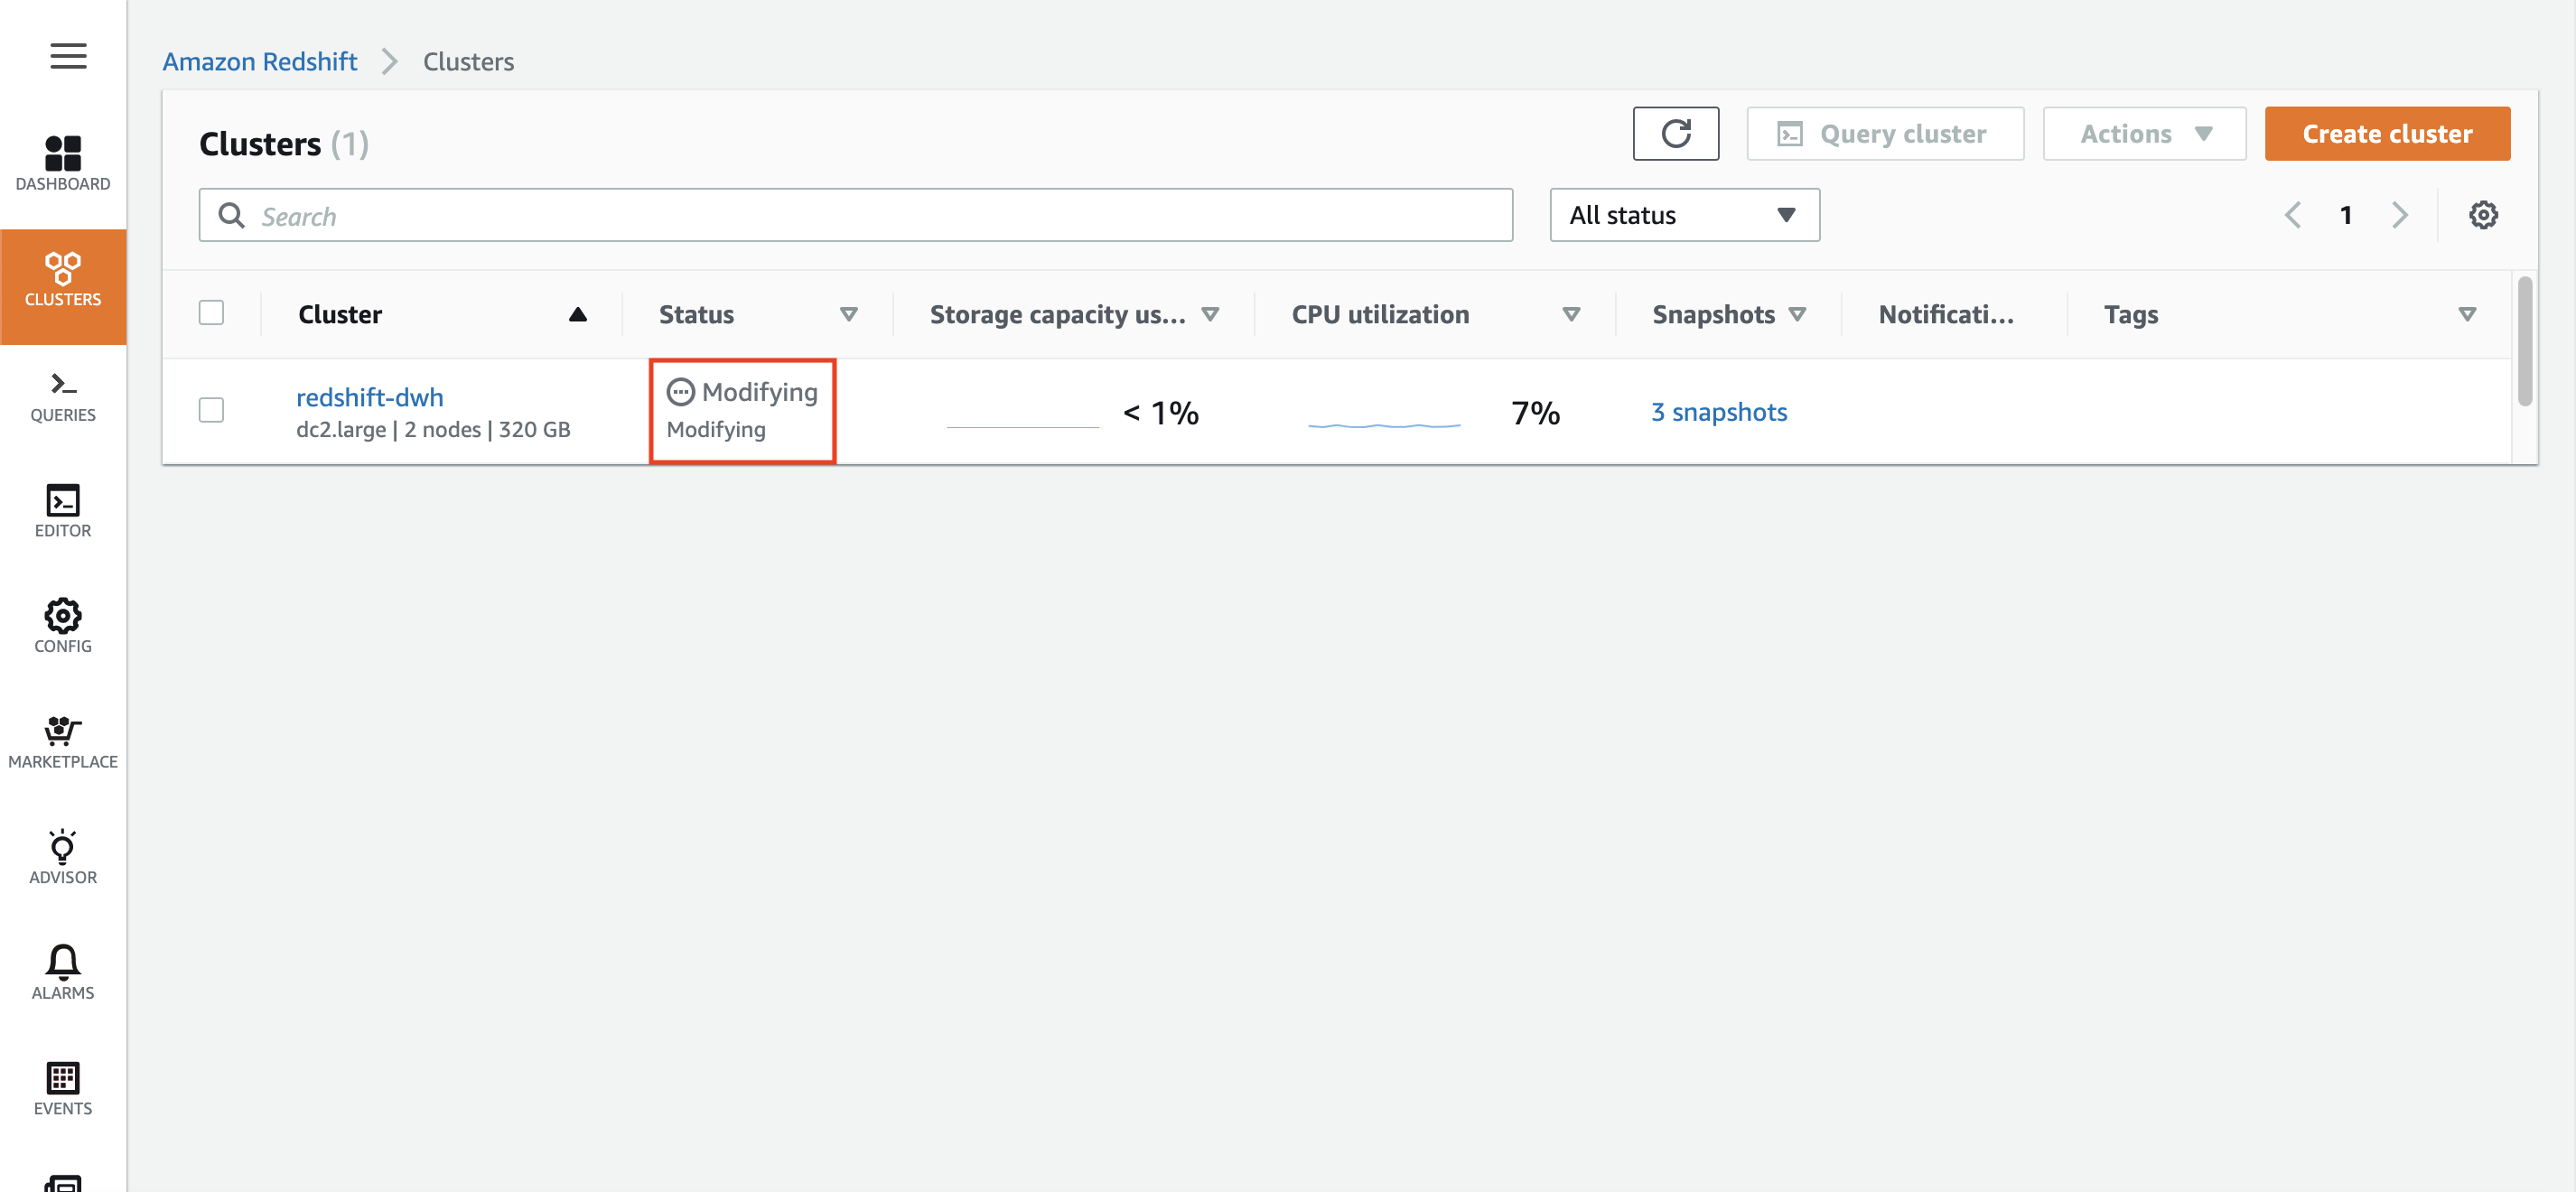 Amazon Redshift > Clusters
Clusters (1)
Query cluster
Actions
Create cluster
Search
All status
1
Cluster
Status
Storage capacity us...
CPU utilization
Snapshots
Notificati...
Tags
redshift-dwh
dc2.large | 2 nodes | 320 GB
Modifying
Modifying
< 1%
7%
3 snapshots
DASHBOARD
CLUSTERS
QUERIES
EDITOR
CONFIG
MARKETPLACE
ADVISOR
ALARMS
EVENTS